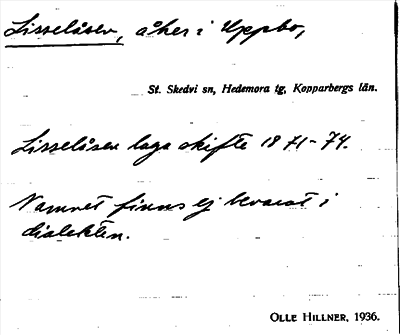 Lisselåsen, åker i Uppbo,
St. Skedvi sn, Hedemora tg, Kopparbergs län.
Lisselåsen laga skifte 1871-74.
Namnet finns ej bevarat i
dialekten.
OLLE HILLNER, 1936.